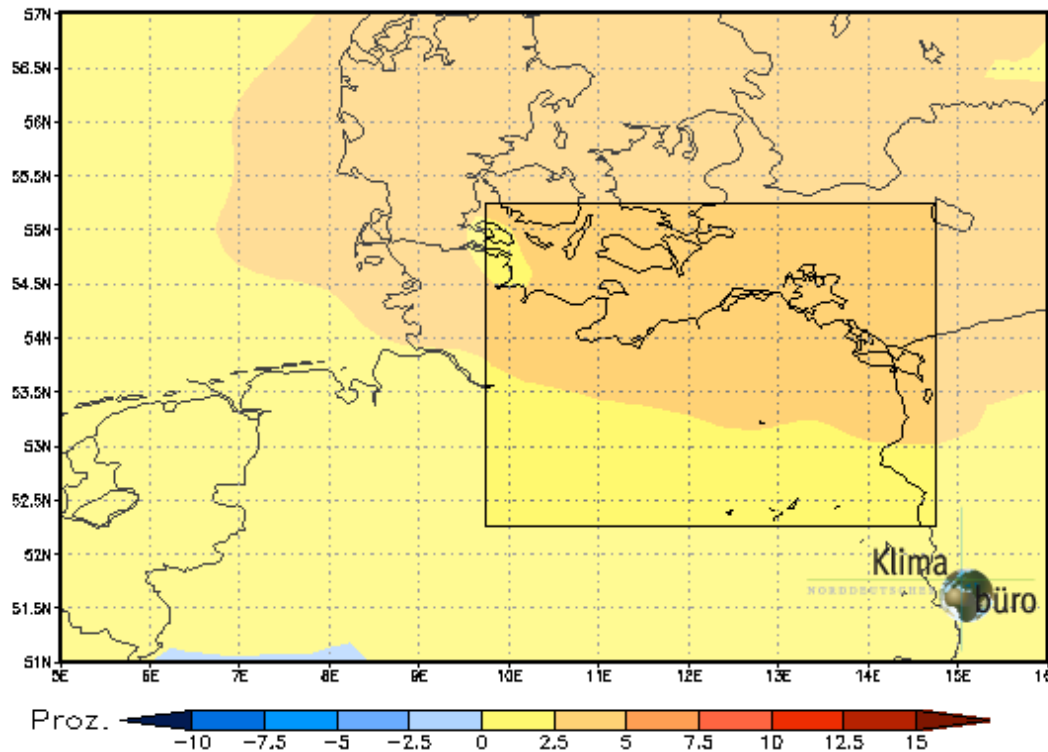 57N
56.5N
56N
55.5N
55N
54.5N
54N
53.5N
53N
52.5N
52N
51.5N
51N
5E 6E 7E 8E 9E 10E 11E 12E 13E 14E 15E 16
Klima
NORDDEUTSCHES
büro
Proz.
-10 -7.5 -5 -2.5 0 2.5 5 7.5 10 12.5 15